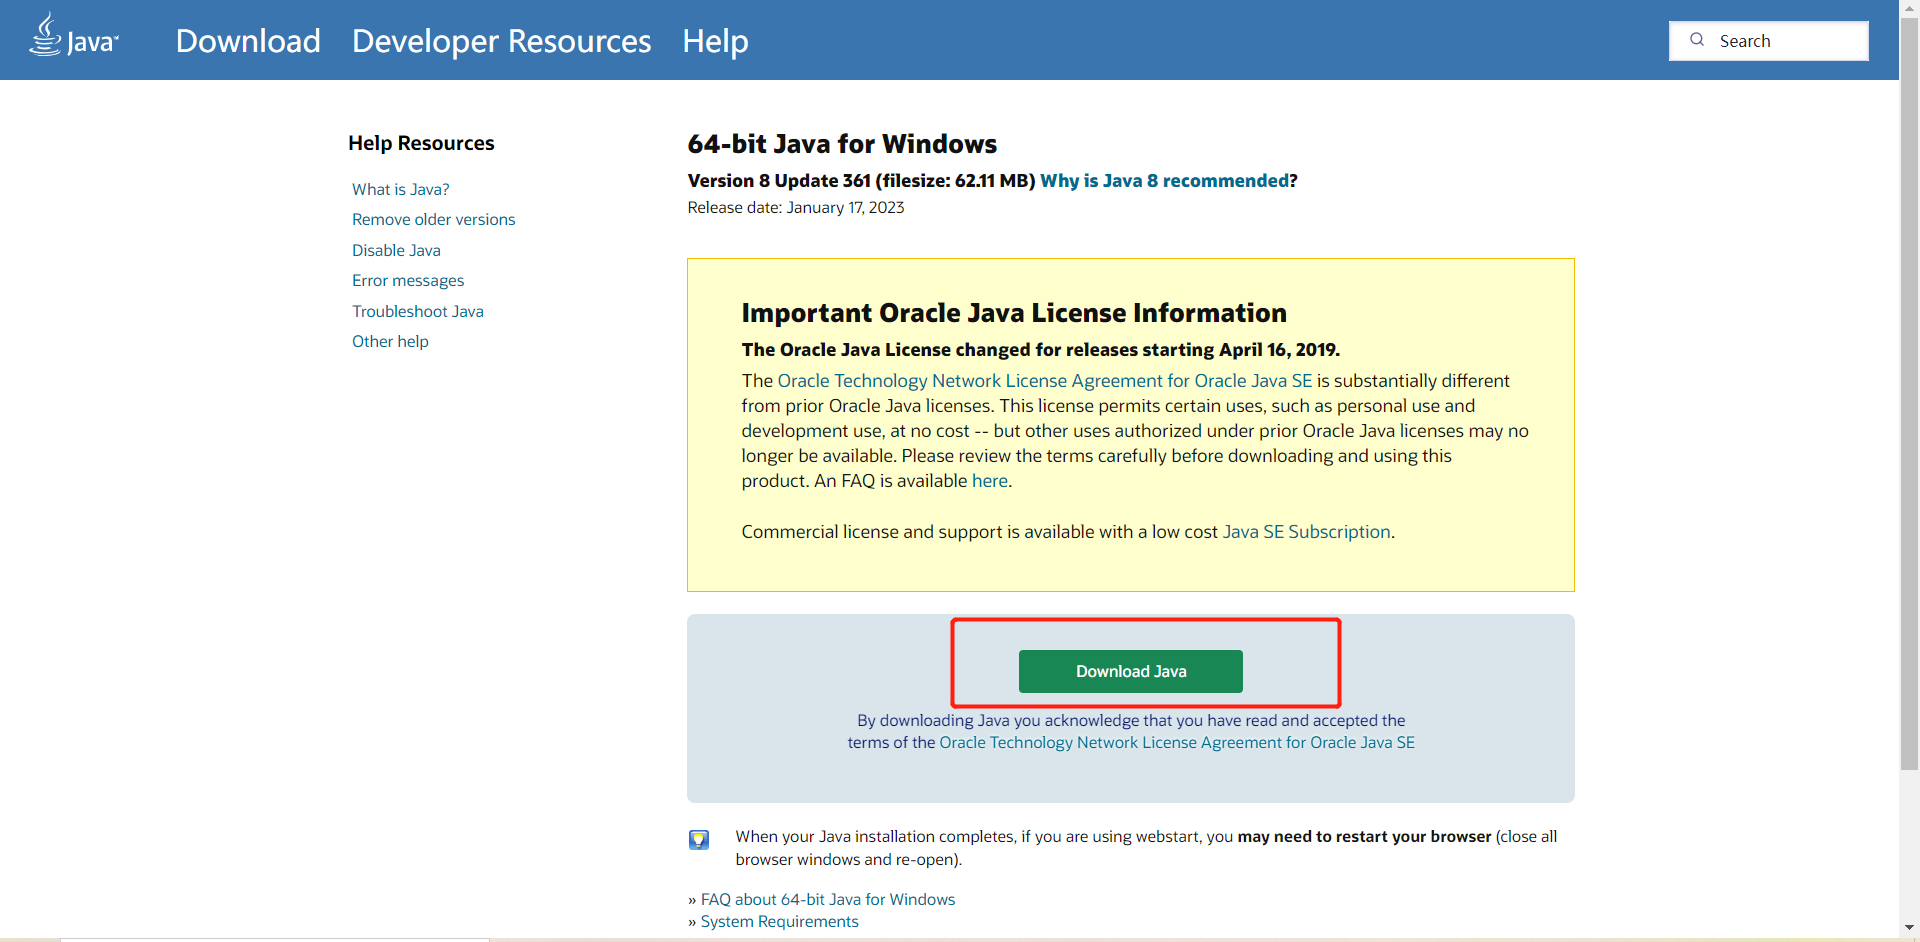 Java™
Download
Developer Resources
Help
Search
Help Resources
What is Java?
Remove older versions
Disable Java
Error messages
Troubleshoot Java
Other help
64-bit Java for Windows
Version 8 Update 361 (filesize: 62.11 MB) Why is Java 8 recommended?
Release date: January 17, 2023
Important Oracle Java License Information
The Oracle Java License changed for releases starting April 16, 2019.
The Oracle Technology Network License Agreement for Oracle Java SE is substantially different
from prior Oracle Java licenses. This license permits certain uses, such as personal use and
development use, at no cost -- but other uses authorized under prior Oracle Java licenses may no
longer be available. Please review the terms carefully before downloading and using this
product. An FAQ is available here.
Commercial license and support is available with a low cost Java SE Subscription.
Download Java
By downloading Java you acknowledge that you have read and accepted the
terms of the Oracle Technology Network License Agreement for Oracle Java SE
When your Java installation completes, if you are using webstart, you may need to restart your browser (close all
browser windows and re-open).
» FAQ about 64-bit Java for Windows
» System Requirements